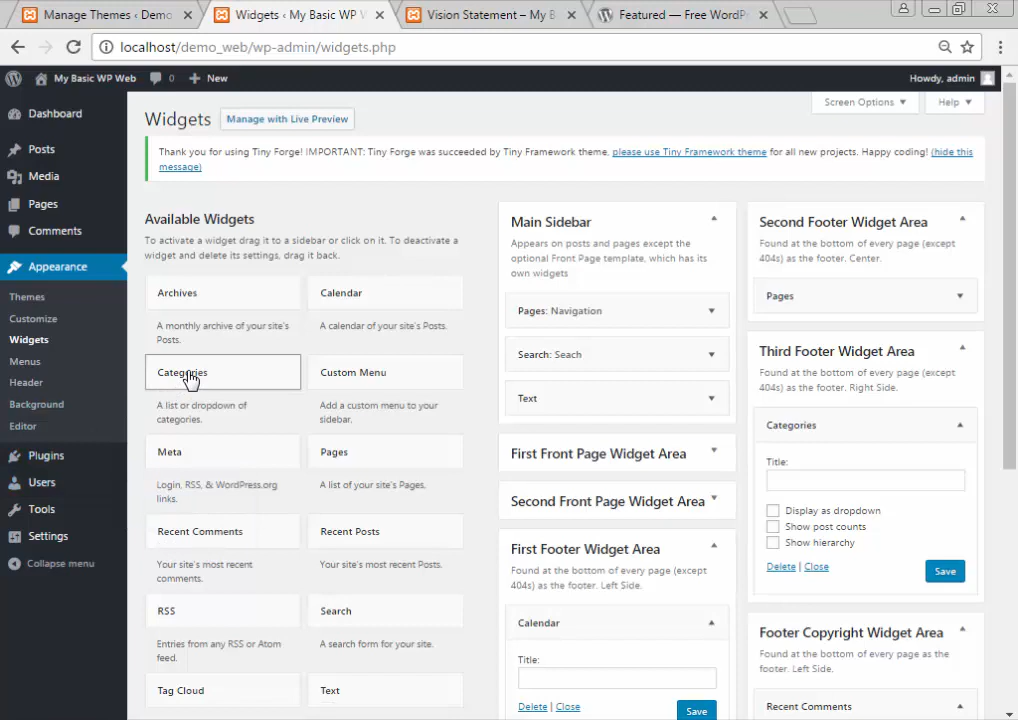 Manage Themes ‹ Demo
Widgets ‹ My Basic WP
Vision Statement – My B
Featured — Free WordP
localhost/demo_web/wp-admin/widgets.php
My Basic WP Web
0
New
Howdy, admin
Dashboard
Posts
Media
Pages
Comments
Appearance
Themes
Customize
Widgets
Menus
Header
Background
Editor
Plugins
Users
Tools
Settings
Collapse menu
Screen Options
Help
Widgets
Manage with Live Preview
Thank you for using Tiny Forge! IMPORTANT: Tiny Forge was succeeded by Tiny Framework theme, please use Tiny Framework theme for all new projects. Happy coding! (hide this
message)
Available Widgets
To activate a widget drag it to a sidebar or click on it. To deactivate a
widget and delete its settings, drag it back.
Archives
Calendar
A monthly archive of your site's
Posts.
A calendar of your site's Posts.
Categories
Custom Menu
A list or dropdown of
categories.
Add a custom menu to your
sidebar.
Meta
Pages
Login, RSS, & WordPress.org
links.
A list of your site's Pages.
Recent Comments
Recent Posts
Your site's most recent
comments.
Your site's most recent Posts.
RSS
Search
Entries from any RSS or Atom
feed.
A search form for your site.
Tag Cloud
Text
Main Sidebar
Appears on posts and pages except the
optional Front Page template, which has its
own widgets
Pages: Navigation
Search: Seach
Text
First Front Page Widget Area
Second Front Page Widget Area
First Footer Widget Area
Found at the bottom of every page (except
404s) as the footer. Left Side.
Calendar
Title:
Delete | Close
Save
Second Footer Widget Area
Found at the bottom of every page (except
404s) as the footer. Center.
Pages
Third Footer Widget Area
Found at the bottom of every page (except
404s) as the footer. Right Side.
Categories
Title:
Display as dropdown
Show post counts
Show hierarchy
Delete | Close
Save
Footer Copyright Widget Area
Found at the bottom of every page as the
footer. Left Side.
Recent Comments